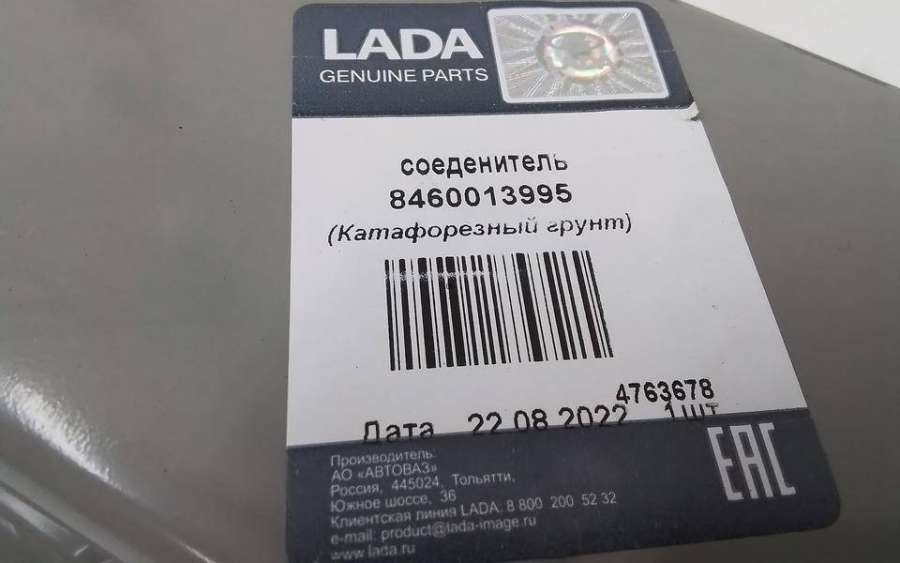 LADA
GENUINE PARTS
соеденитель
8460013995
(Катафорезный грунт)
4763678
Дата 22 08 2022 1 шт
Производитель
АО «АВТОВАЗ»
Россия, 445024, Тольятти,
Южное шоссе, 36
Клиентская линия LADA: 8 800 200 52 32
e-mail: product@lada-image.ru
www.lada.ru
EAC